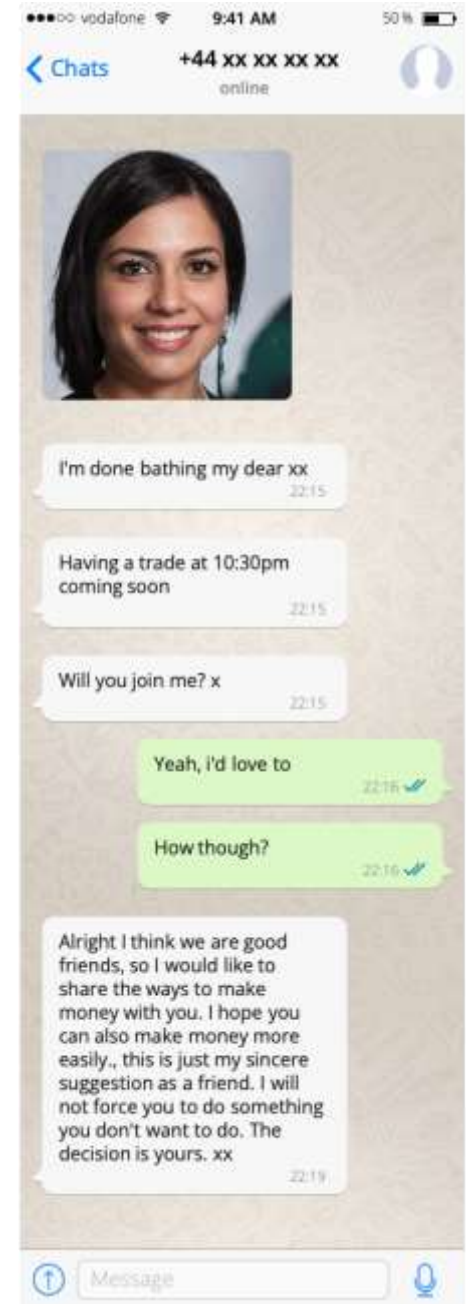 vodafone 9:41 AM 50 %
Chats +44 xx xx xx xx
online
I'm done bathing my dear xx
22:15
Having a trade at 10:30pm
coming soon
22:15
Will you join me? x
22:15
Yeah, i'd love to
22:16
How though?
22:16
Alright I think we are good
friends, so I would like to
share the ways to make
money with you. I hope you
can also make money more
easily., this is just my sincere
suggestion as a friend. I will
not force you to do something
you don't want to do. The
decision is yours. xx
22:19
Message